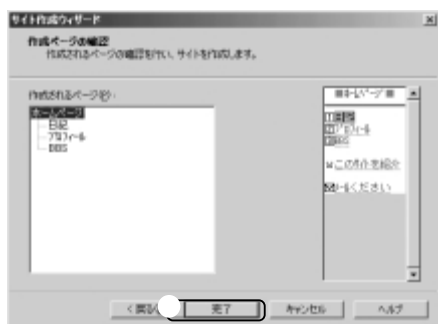 サイト作成ウィザード
作成ページの確認
作成されるページの確認を行い、サイトを作成します。
作成されるページ(P):
ホームページ
日記
プロフィール
BBS
■ホームページ■
1日記
2プロフィール
3BBS
このサイトを紹介
メールください
< 戻る
完了
キャンセル
ヘルプ